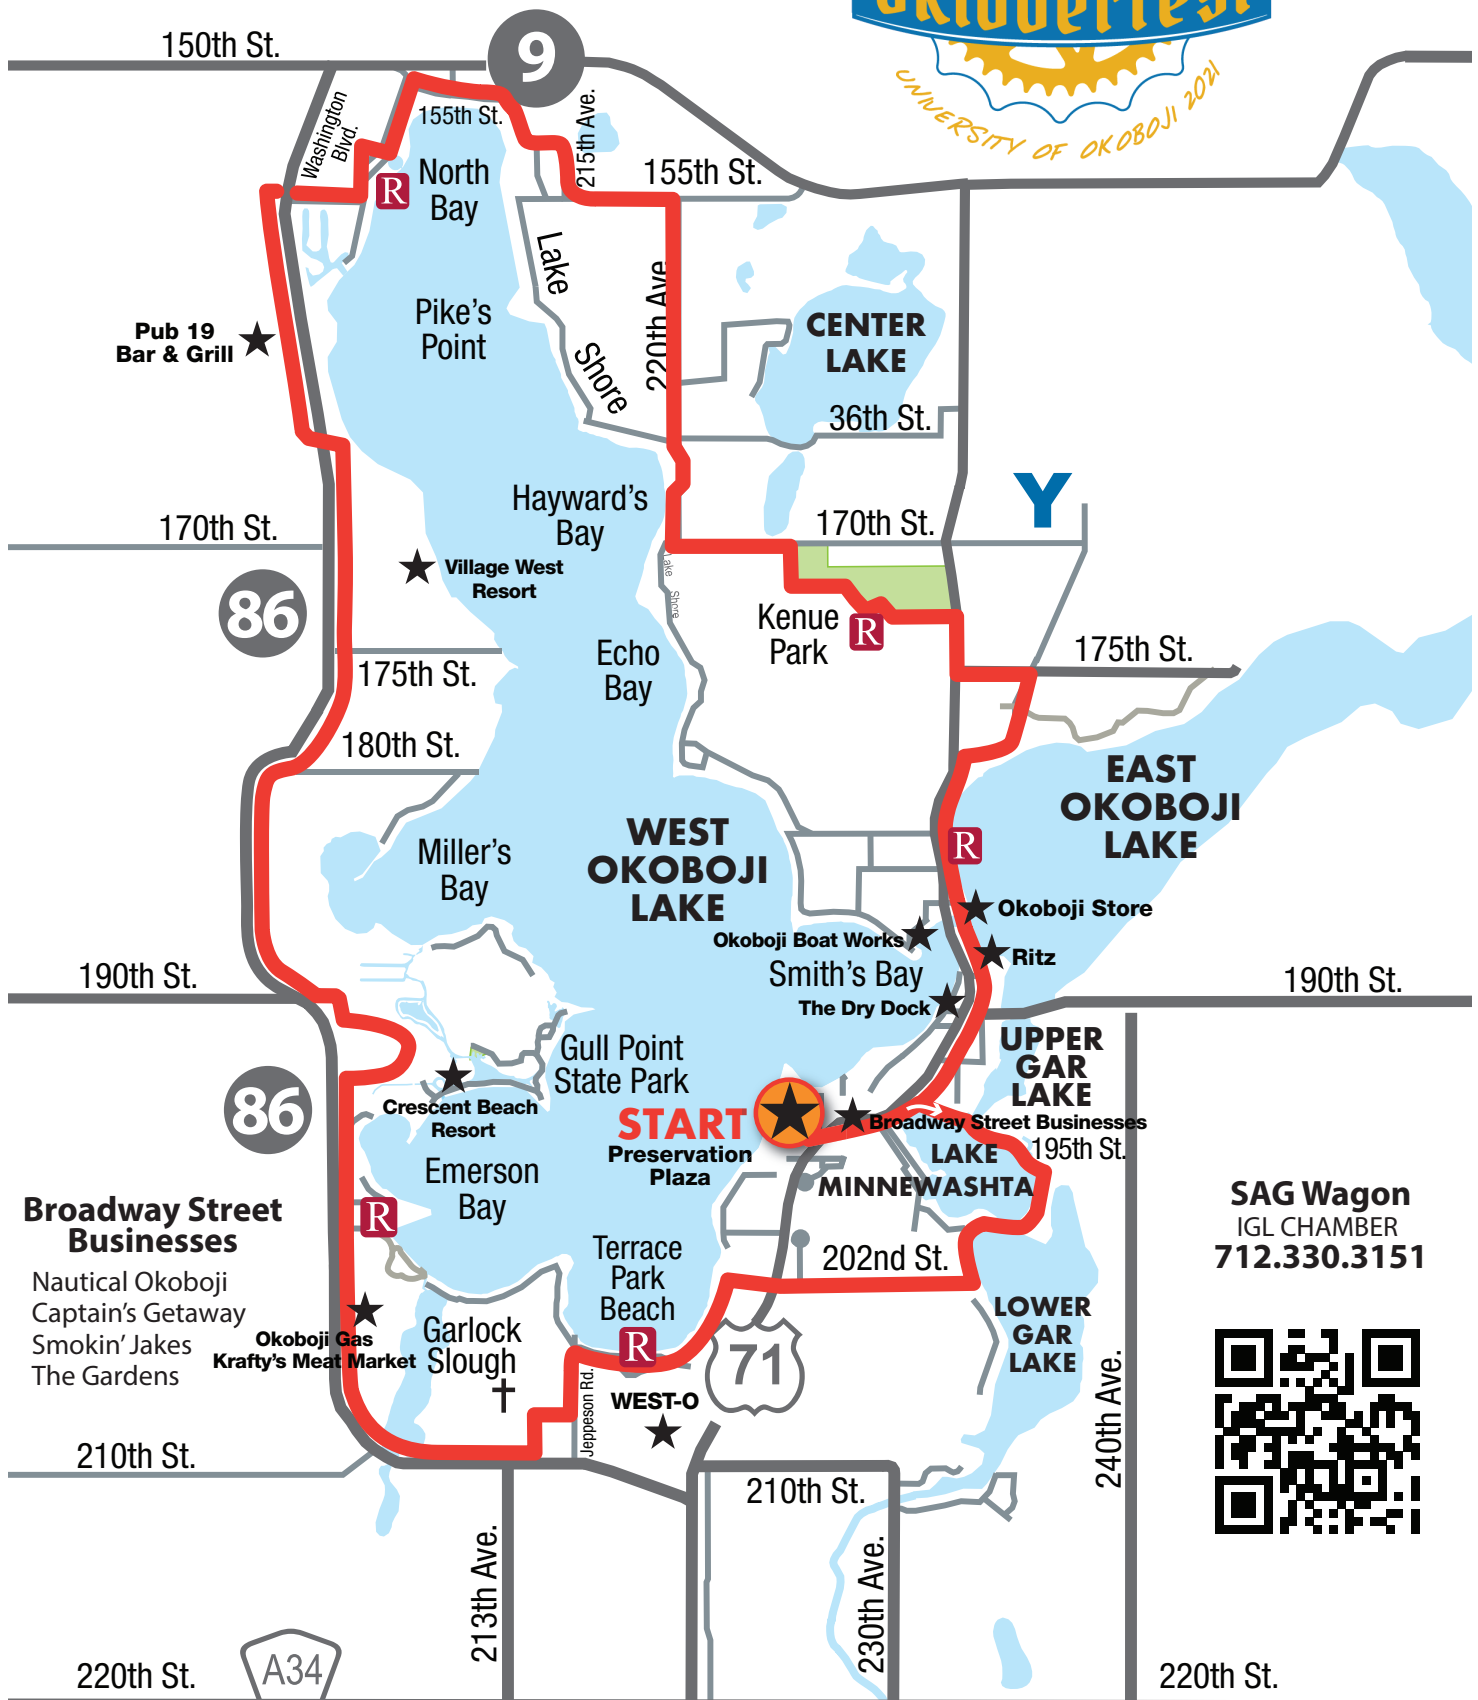 Oktoberfest
UNIVERSITY OF OKOBOJI 2021
150th St.
9
Washington
Blvd.
155th St.
215th Ave.
155th St.
R
North
Bay
Lake
Shore
220th Ave.
Pike's
Point
Pub 19
Bar & Grill
CENTER
LAKE
36th St.
Hayward's
Bay
170th St.
170th St.
Y
Village West
Resort
Lake Shore
86
Kenue
Park
R
Echo
Bay
175th St.
175th St.
180th St.
EAST
OKOBOJI
LAKE
WEST
OKOBOJI
LAKE
Miller's
Bay
R
Okoboji Store
Okoboji Boat Works
Ritz
Smith's Bay
190th St.
190th St.
The Dry Dock
UPPER
GAR
LAKE
Gull Point
State Park
86
Crescent Beach
Resort
START
Preservation
Plaza
Broadway Street Businesses
195th St.
LAKE
MINNEWASHTA
Emerson
Bay
R
Broadway Street
Businesses
Nautical Okoboji
Captain's Getaway
Smokin' Jakes
The Gardens
SAG Wagon
IGL CHAMBER
712.330.3151
Terrace
Park
Beach
R
202nd St.
LOWER
GAR
LAKE
Okoboji Gas
Krafty's Meat Market
Garlock
Slough
71
Jeppeson Rd.
WEST-O
240th Ave.
210th St.
210th St.
213th Ave.
230th Ave.
220th St.
A34
220th St.